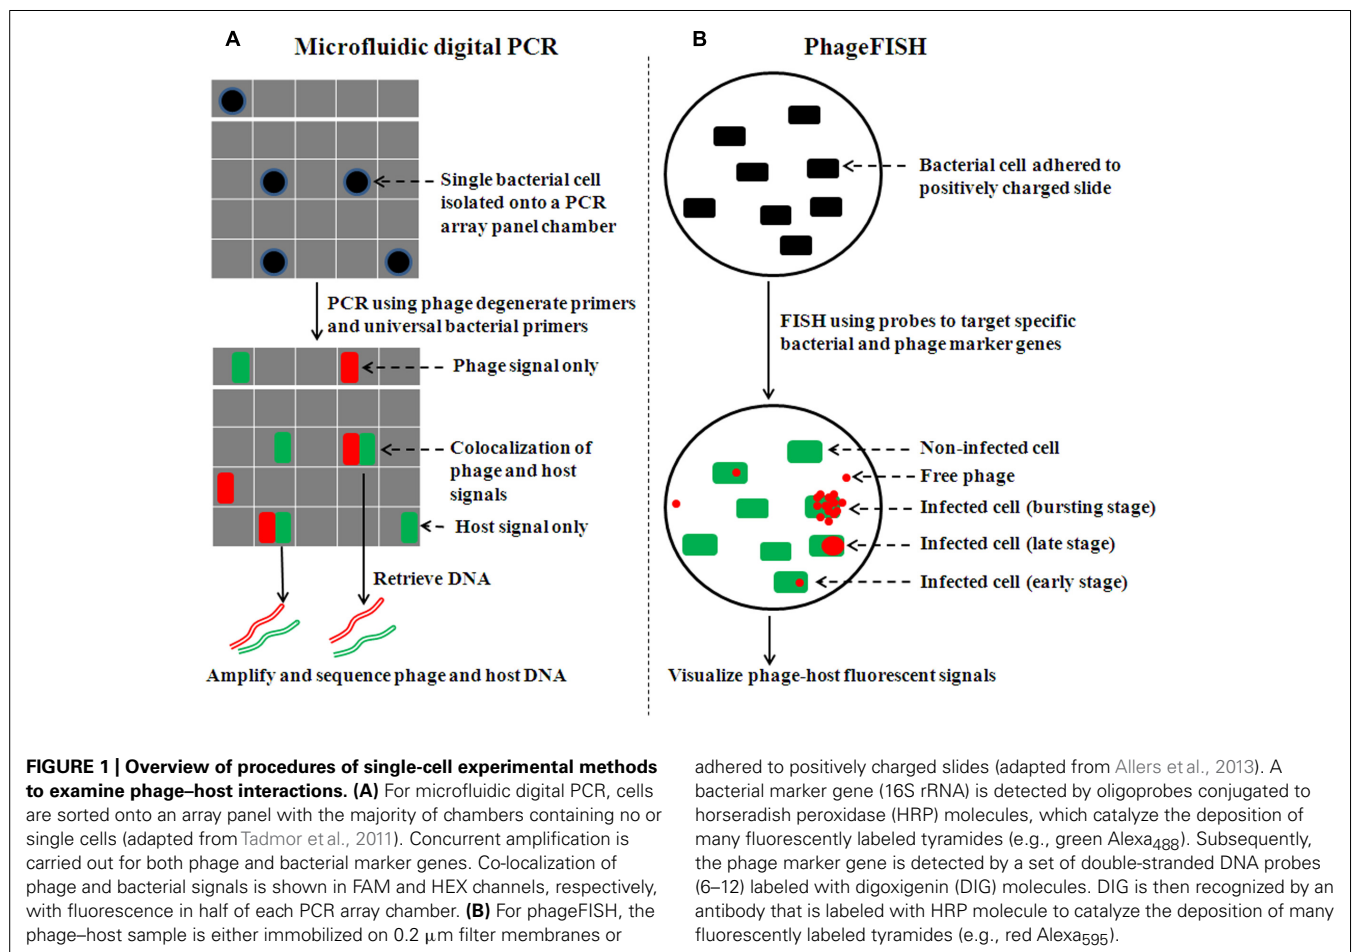 A
Microfluidic digital PCR
Single bacterial cell
isolated onto a PCR
array panel chamber
PCR using phage degenerate primers
and universal bacterial primers
Phage signal only
Colocalization of
phage and host
signals
Host signal only
Retrieve DNA
Amplify and sequence phage and host DNA
B
PhageFISH
Bacterial cell adhered to
positively charged slide
FISH using probes to target specific
bacterial and phage marker genes
Non-infected cell
Free phage
Infected cell (bursting stage)
Infected cell (late stage)
Infected cell (early stage)
Visualize phage-host fluorescent signals
FIGURE 1 | Overview of procedures of single-cell experimental methods
to examine phage–host interactions. (A) For microfluidic digital PCR, cells
are sorted onto an array panel with the majority of chambers containing no or
single cells (adapted from Tadmor et al., 2011). Concurrent amplification is
carried out for both phage and bacterial marker genes. Co-localization of
phage and bacterial signals is shown in FAM and HEX channels, respectively,
with fluorescence in half of each PCR array chamber. (B) For phageFISH, the
phage–host sample is either immobilized on 0.2 μm filter membranes or
adhered to positively charged slides (adapted from Allers et al., 2013). A
bacterial marker gene (16S rRNA) is detected by oligoprobes conjugated to
horseradish peroxidase (HRP) molecules, which catalyze the deposition of
many fluorescently labeled tyramides (e.g., green Alexa488). Subsequently,
the phage marker gene is detected by a set of double-stranded DNA probes
(6–12) labeled with digoxigenin (DIG) molecules. DIG is then recognized by an
antibody that is labeled with HRP molecule to catalyze the deposition of many
fluorescently labeled tyramides (e.g., red Alexa595).